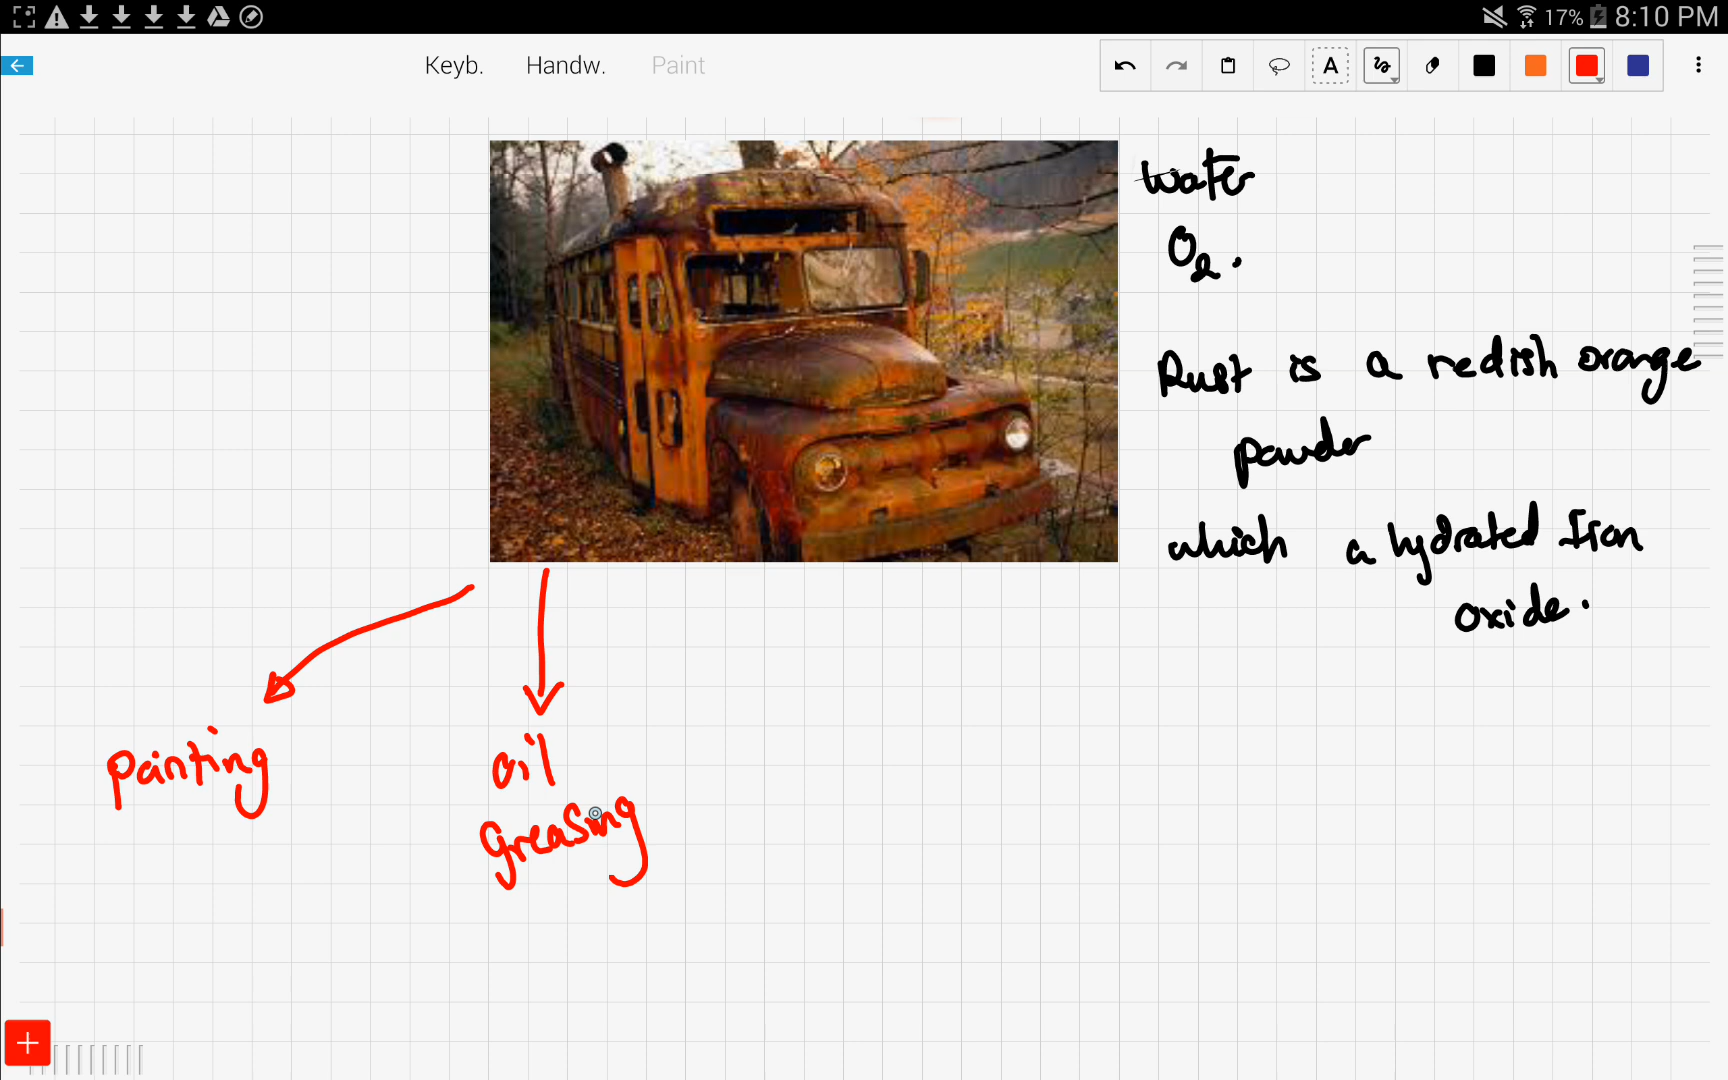 17% 8:10 PM
Keyb. Handw. Paint
A
water
O2.
Rust is a redish orange
powder
which a hydrated Iron
oxide.
Painting
oil
Greasing